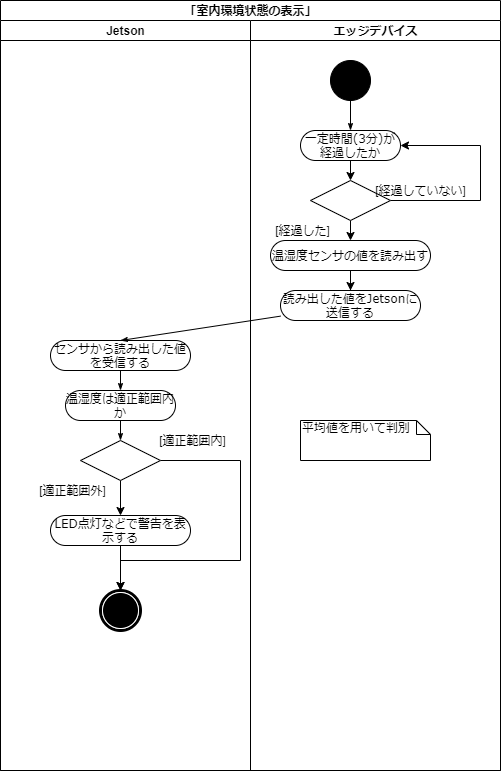 「室内環境状態の表示」
Jetson
エッジデバイス
一定時間(3分)が
経過したか
[経過していない]
[経過した]
温湿度センサの値を読み出す
読み出した値をJetsonに
送信する
センサから読み出した値
を受信する
温湿度は適正範囲内
か
[適正範囲内]
平均値を用いて判別
[適正範囲外]
LED点灯などで警告を表
示する